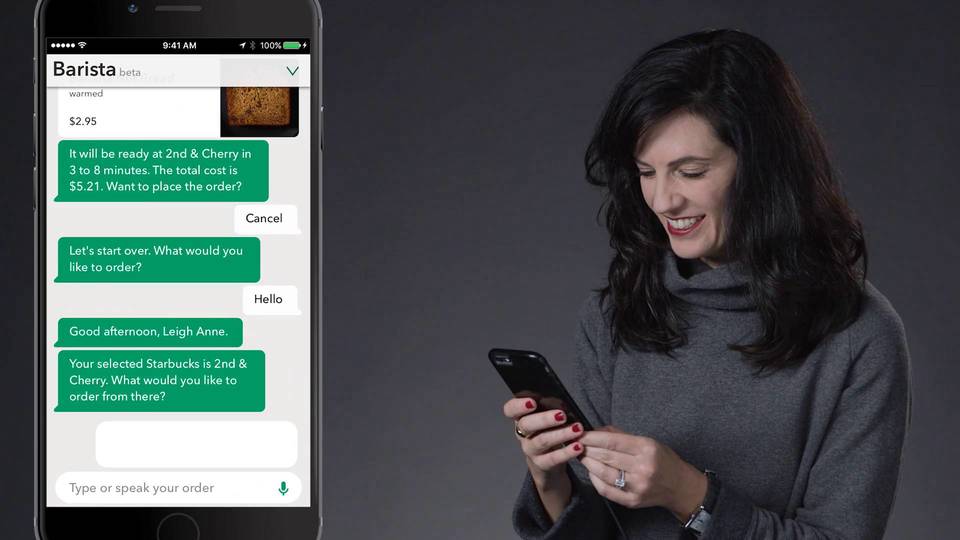 9:41 AM
100%
Barista beta
warmed
$2.95
It will be ready at 2nd & Cherry in
3 to 8 minutes. The total cost is
$5.21. Want to place the order?
Cancel
Let's start over. What would you
like to order?
Hello
Good afternoon, Leigh Anne.
Your selected Starbucks is 2nd &
Cherry. What would you like to
order from there?
Type or speak your order